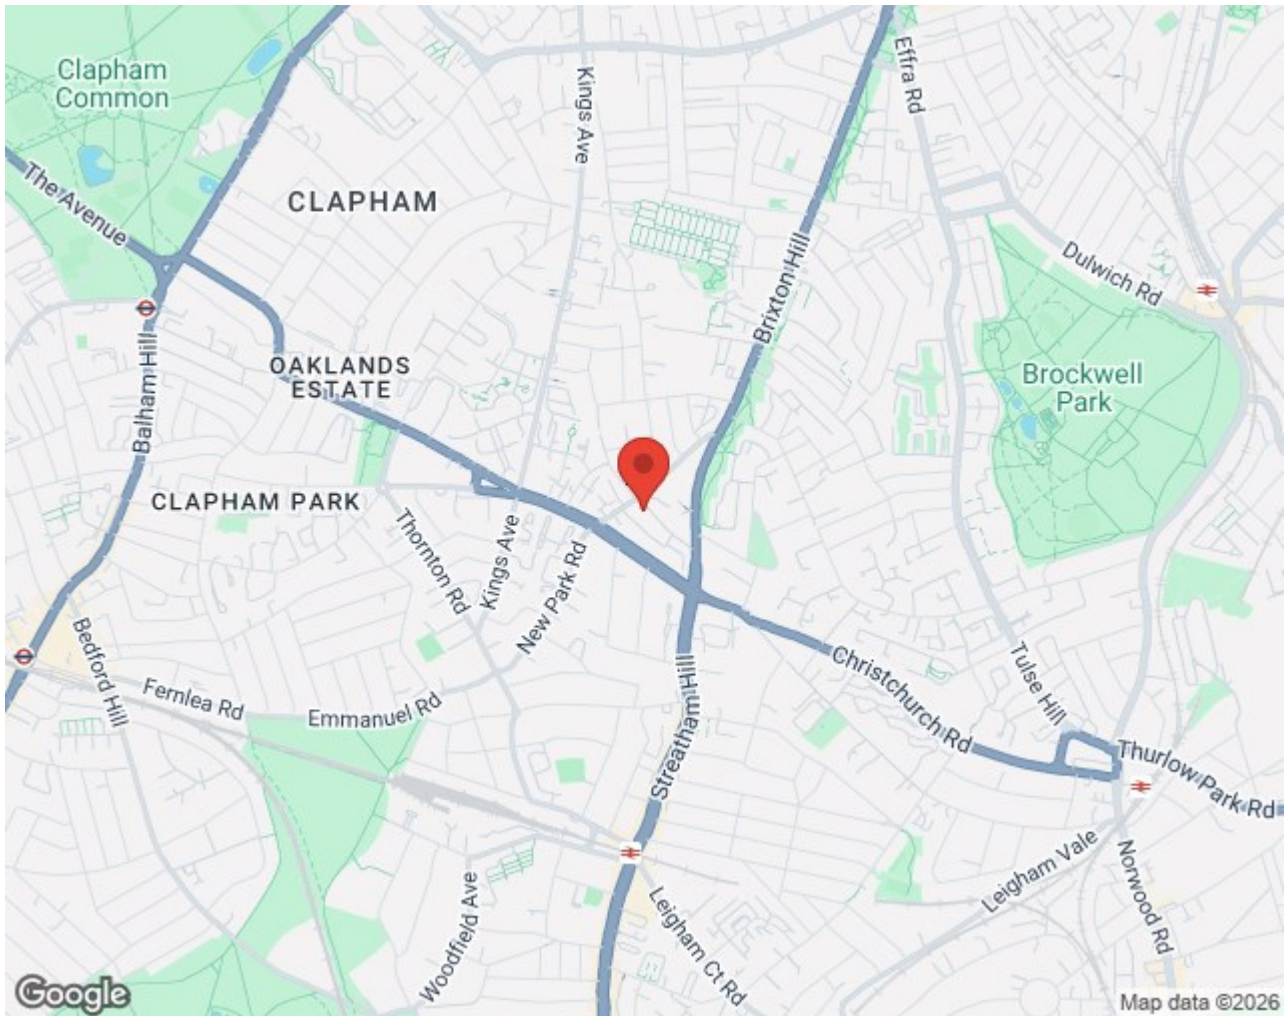 Clapham
Common
Effra Rd
Kings Ave
The Avenue
CLAPHAM
Dulwich Rd
Brixton Hill
Balham Hill
OAKLANDS
ESTATE
Brockwell
Park
CLAPHAM PARK
Thornton Rd
Kings Ave
New Park Rd
Bedford Hill
Fernlea Rd
Emmanuel Rd
Streatham Hill
Christchurch Rd
Tulse Hill
Thurlow Park Rd
Leigham Vale
Norwood Rd
Woodfield Ave
Leigham Ct Rd
Google
Map data ©2026